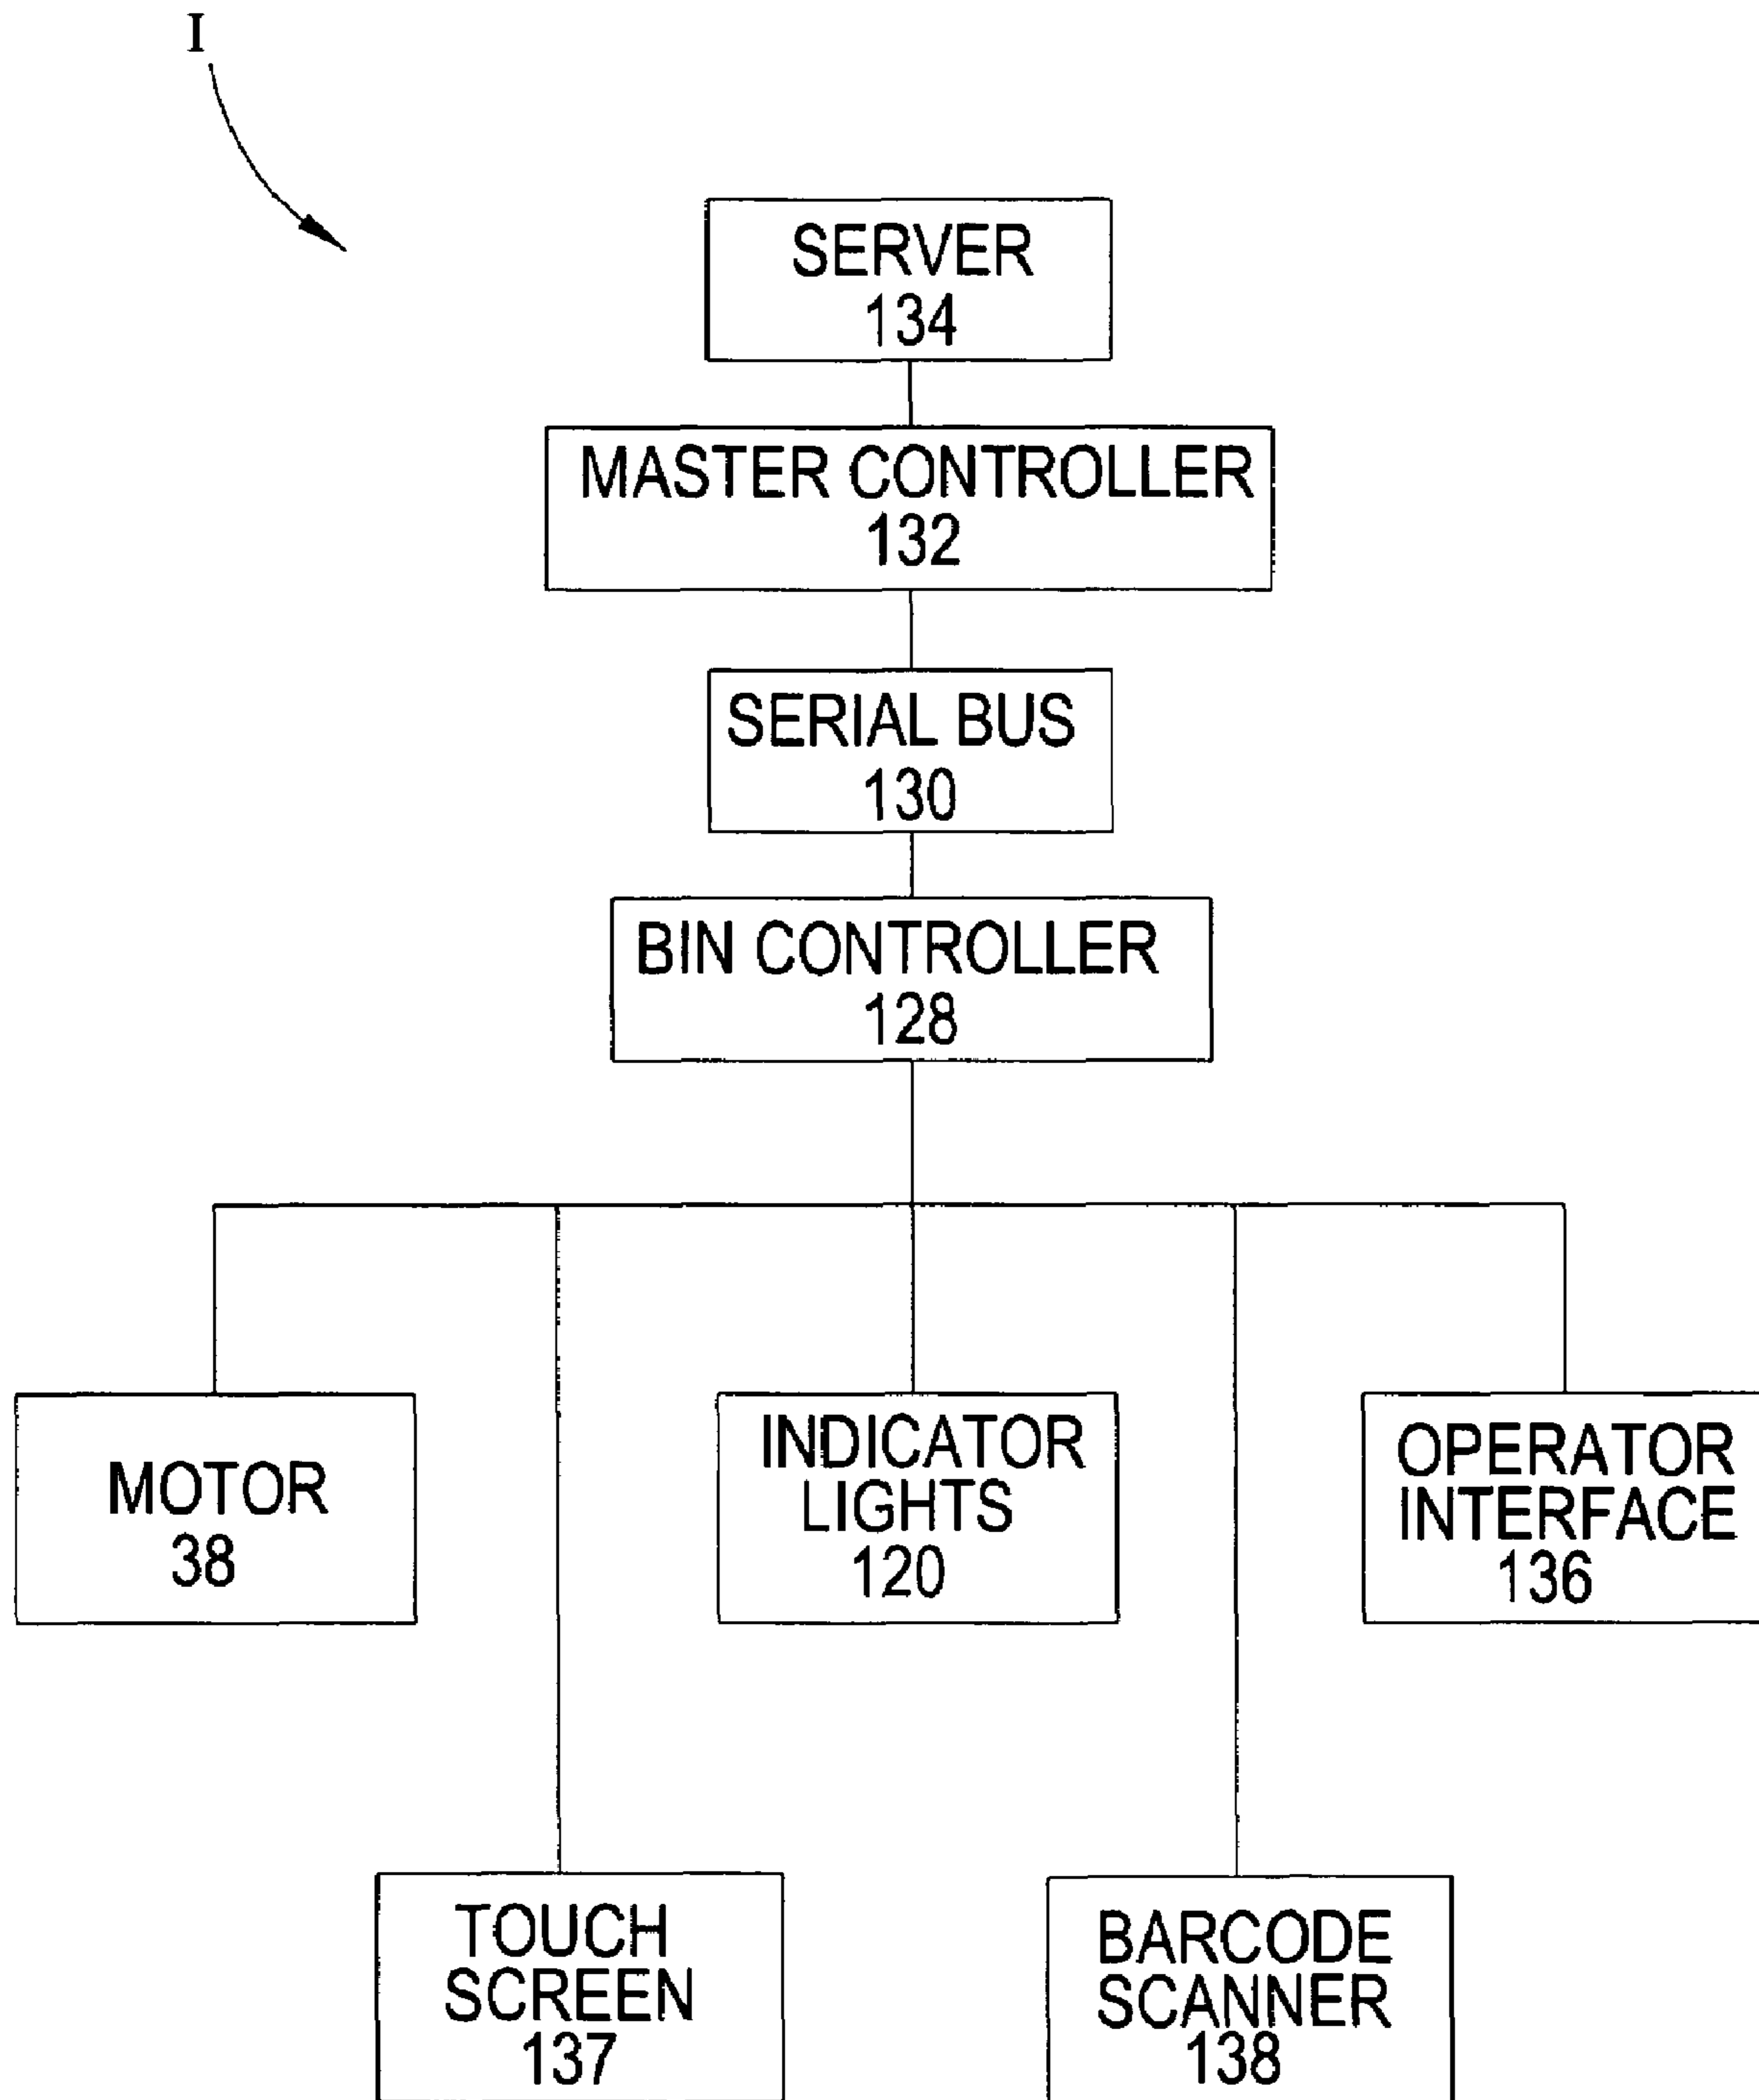 I
SERVER
134
MASTER CONTROLLER
132
SERIAL BUS
130
BIN CONTROLLER
128
MOTOR
38
INDICATOR
LIGHTS
120
OPERATOR
INTERFACE
136
TOUCH
SCREEN
137
BARCODE
SCANNER
138